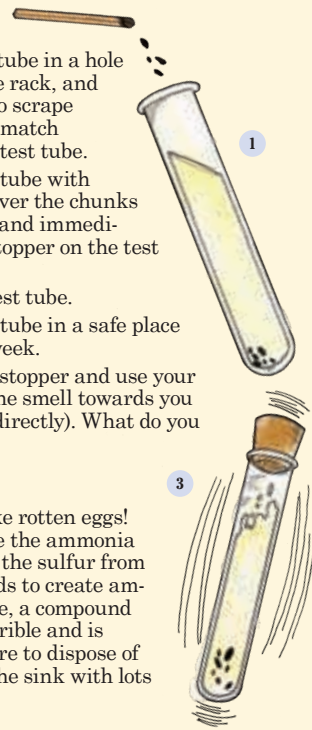 tube in a hole
e rack, and
o scrape
match
test tube.
tube with
ver the chunks
and immedi-
topper on the test
1
est tube.
tube in a safe place
week.
stopper and use your
he smell towards you
directly). What do you
3
ke rotten eggs!
e the ammonia
the sulfur from
ds to create am-
e, a compound
rible and is
re to dispose of
he sink with lots